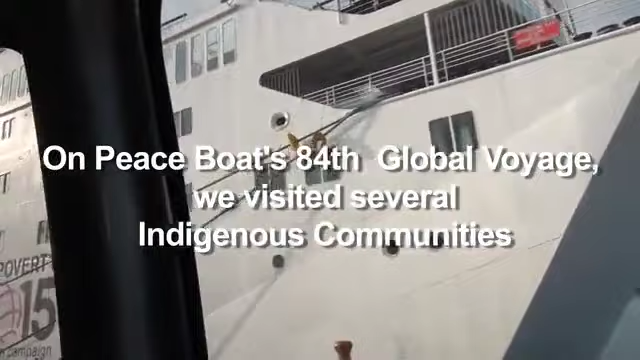 On Peace Boat's 84th Global Voyage,
we visited several
Indigenous Communities
POVERT
15
campaign